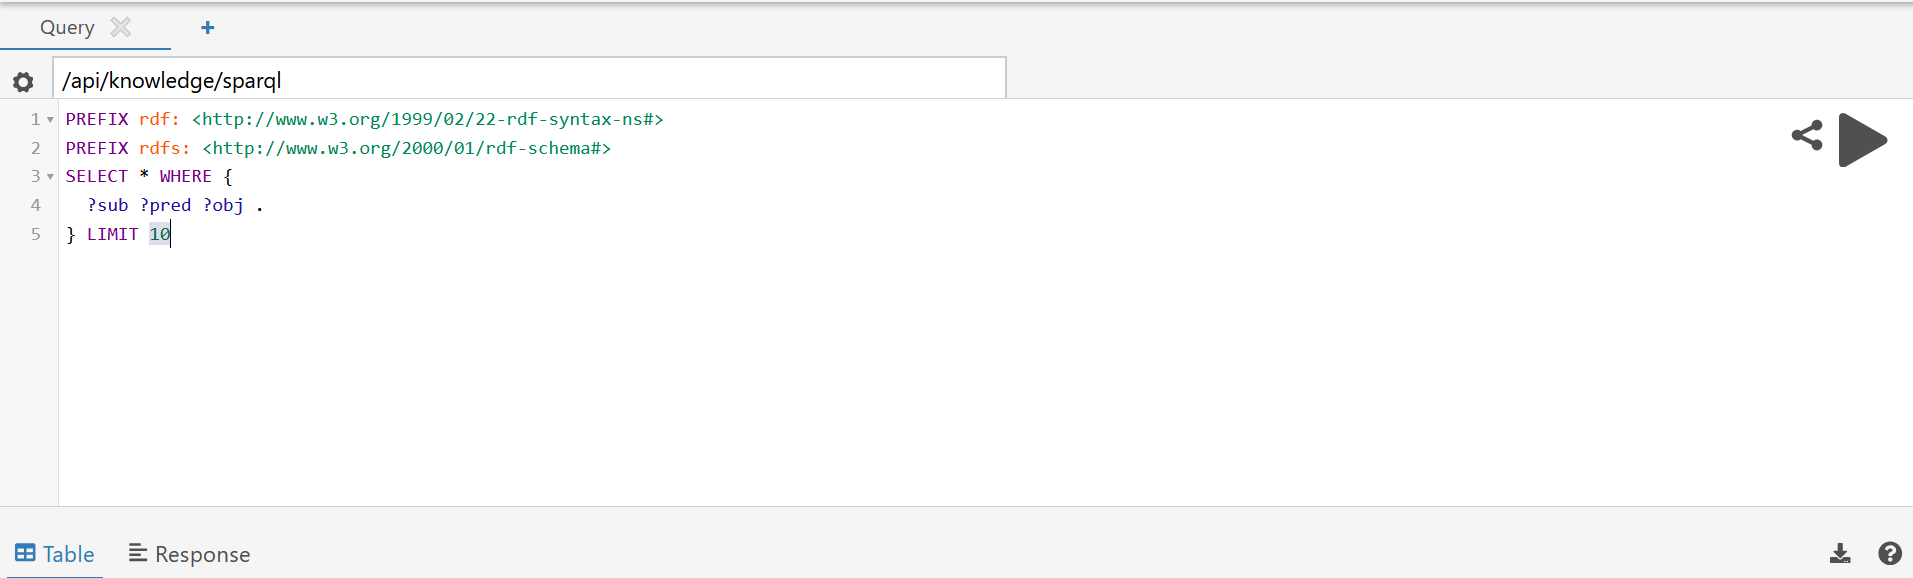 Query
+
/api/knowledge/sparql
1 PREFIX rdf: <http://www.w3.org/1999/02/22-rdf-syntax-ns#>
2 PREFIX rdfs: <http://www.w3.org/2000/01/rdf-schema#>
3 SELECT * WHERE {
4 ?sub ?pred ?obj .
5 } LIMIT 10
Table Response ?